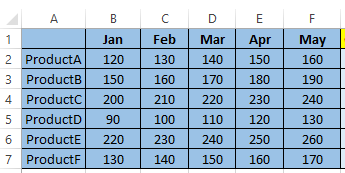 A B C D E F
1 Jan Feb Mar Apr May
2 ProductA 120 130 140 150 160
3 ProductB 150 160 170 180 190
4 ProductC 200 210 220 230 240
5 ProductD 90 100 110 120 130
6 ProductE 220 230 240 250 260
7 ProductF 130 140 150 160 170